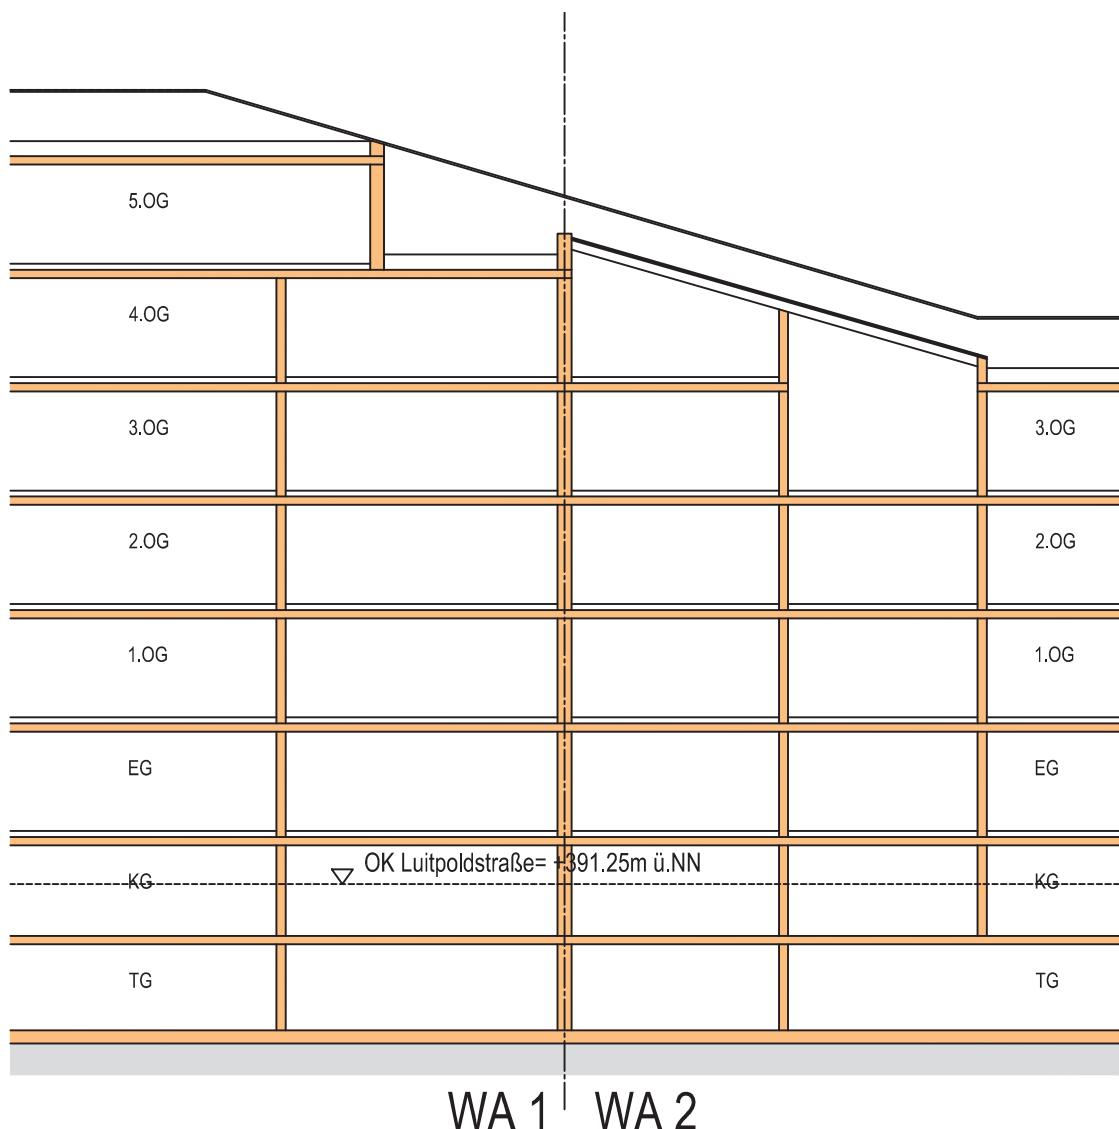 5.OG
4.OG
3.OG 3.OG
2.OG 2.OG
1.OG 1.OG
EG EG
OK Luitpoldstraße= +391.25m ü.NN
KG KG
TG TG
WA 1 WA 2